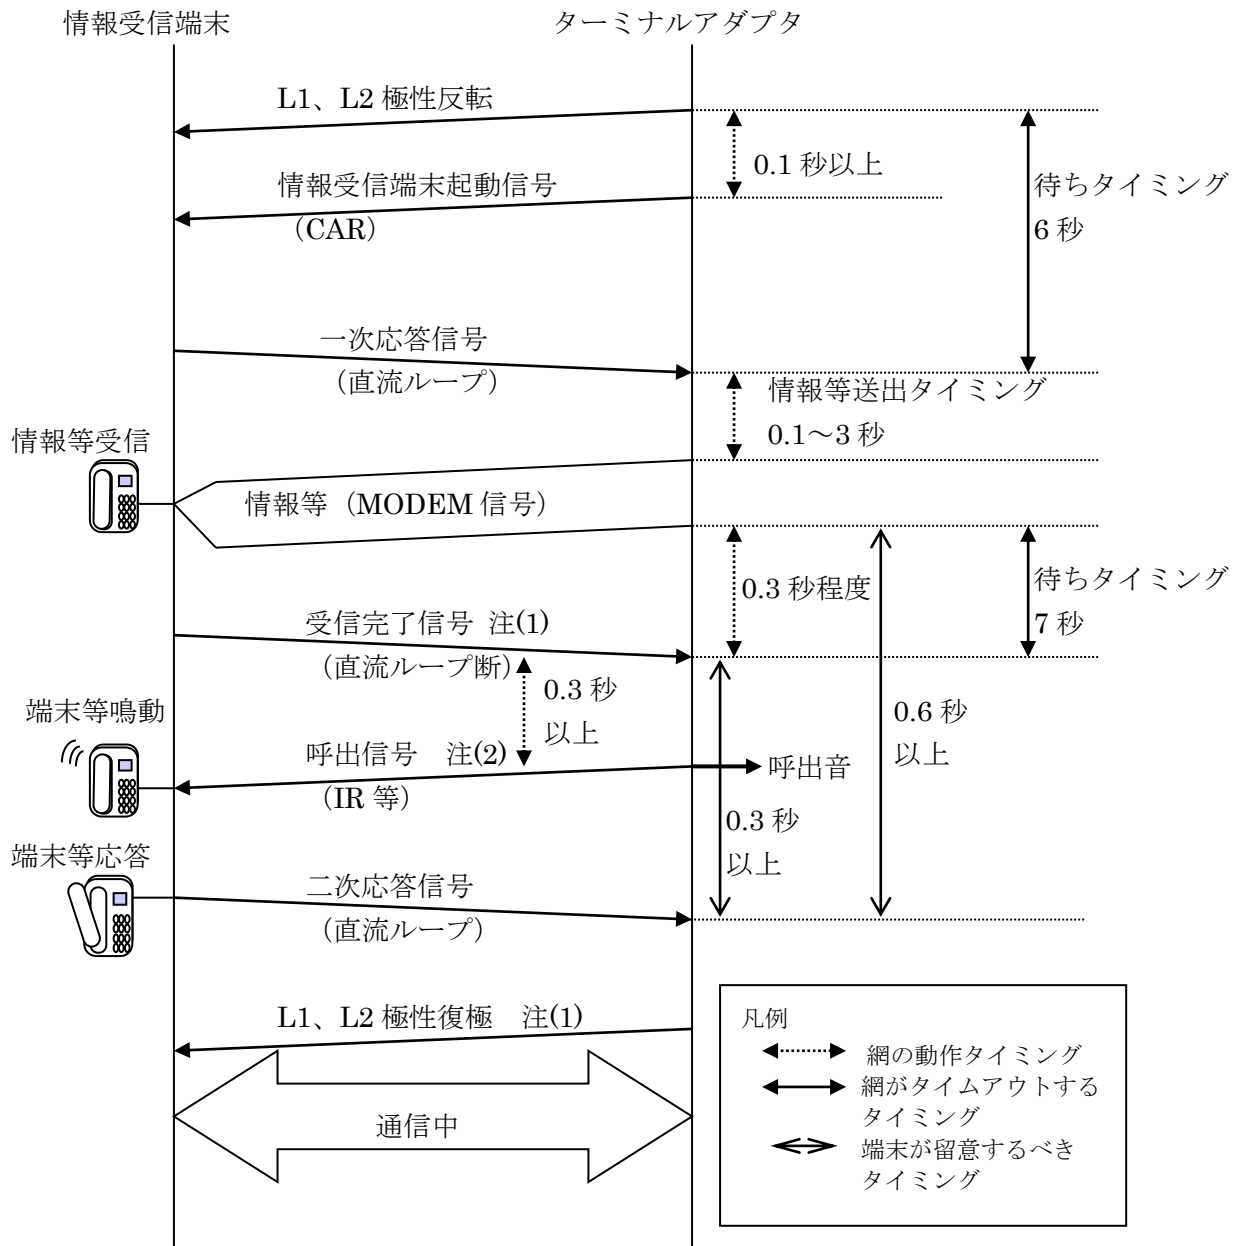 情報受信端末
ターミナルアダプタ
L1、L2 極性反転
0.1 秒以上
待ちタイミング
6 秒
情報受信端末起動信号
（CAR）
一次応答信号
（直流ループ）
情報等送出タイミング
0.1～3 秒
情報等受信
情報等（MODEM 信号）
0.3 秒程度
待ちタイミング
7 秒
受信完了信号 注(1)
（直流ループ断）
0.3 秒
以上
0.6 秒
以上
端末等鳴動
呼出信号　注(2)
（IR 等）
呼出音
0.3 秒
以上
端末等応答
二次応答信号
（直流ループ）
L1、L2 極性復極　注(1)
通信中
凡例
網の動作タイミング
網がタイムアウトする
タイミング
端末が留意するべき
タイミング